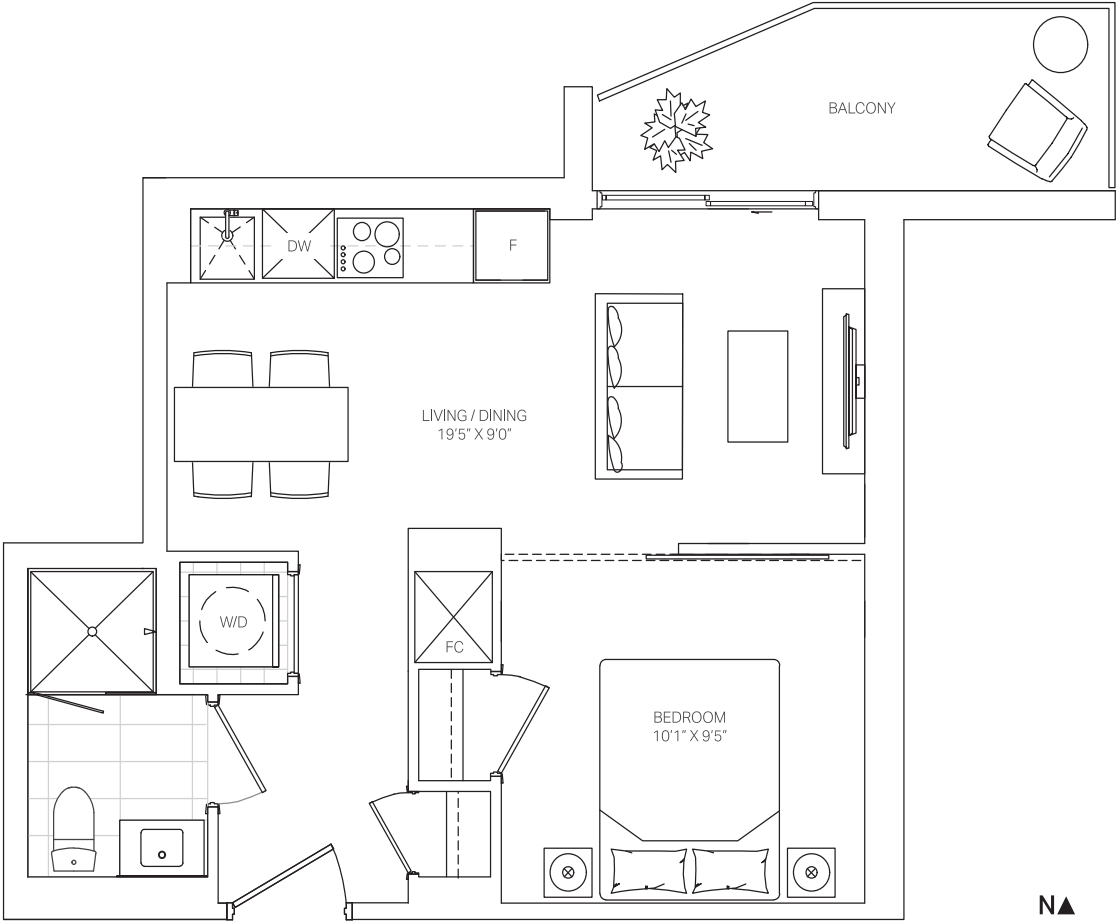 BALCONY
DW
F
LIVING / DINING
19'5" X 9'0"
W/D
FC
BEDROOM
10'1" X 9'5"
N